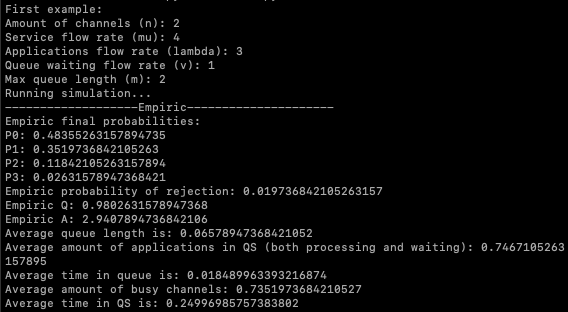 First example:
Amount of channels (n): 2
Service flow rate (mu): 4
Applications flow rate (lambda): 3
Queue waiting flow rate (v): 1
Max queue length (m): 2
Running simulation...
———————————————————Empiric—————————————————————
Empiric final probabilities:
P0: 0.48355263157894735
P1: 0.3519736842105263
P2: 0.11842105263157894
P3: 0.02631578947368421
Empiric probability of rejection: 0.019736842105263157
Empiric Q: 0.9802631578947368
Empiric A: 2.9407894736842106
Average queue length is: 0.06578947368421052
Average amount of applications in QS (both processing and waiting): 0.7467105263
157895
Average time in queue is: 0.018489963393216874
Average amount of busy channels: 0.7351973684210527
Average time in QS is: 0.24996985757383802